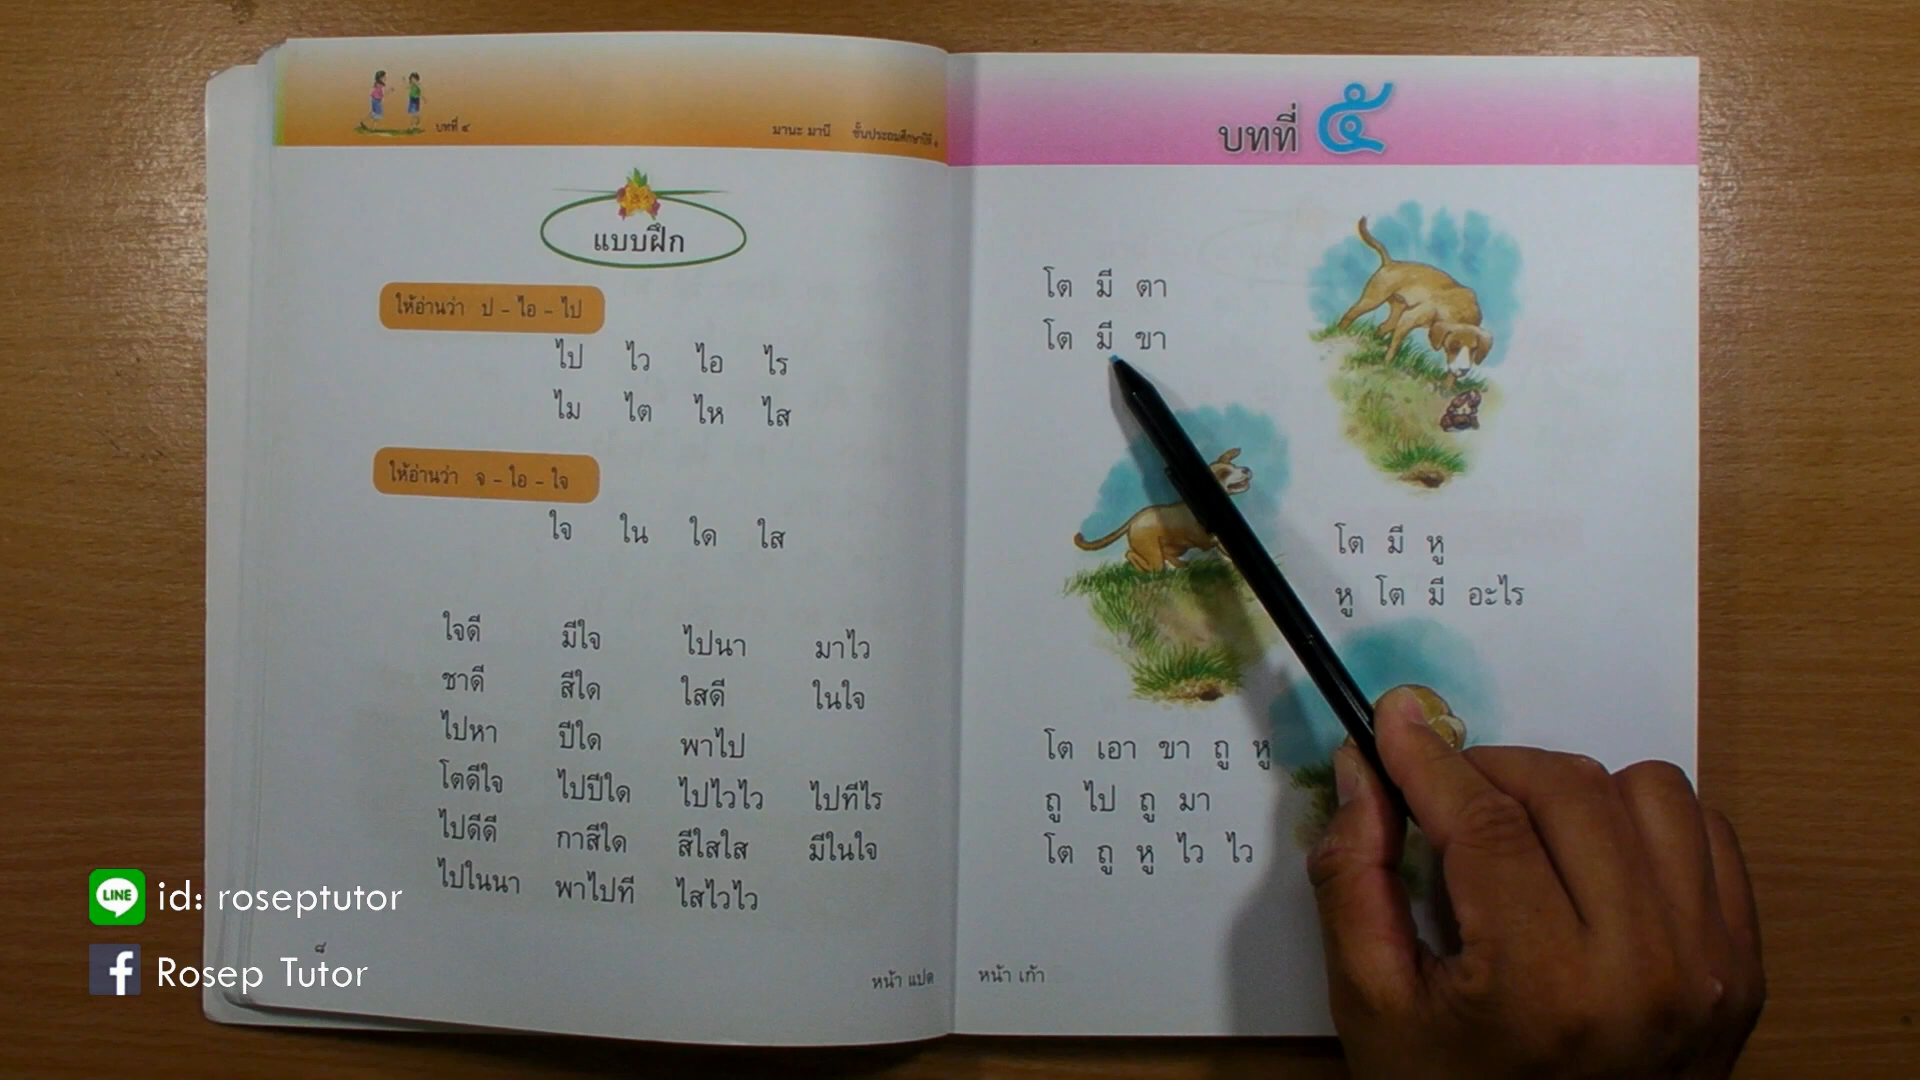 บทที่ ๔
มานะ มานี ชั้นประถมศึกษาปีที่ ๑
แบบฝึก
ให้อ่านว่า ป - ไอ - ไป
ไป ไว ไอ ไร
ไม ไต ไห ไส
ให้อ่านว่า จ - ไอ - ใจ
ใจ ใน ใด ใส
ใจดี มีใจ ไปนา มาไว
ชาดี สีใด ใสดี ในใจ
ไปหา ปีใด พาไป
โตดีใจ ไปปีใด ไปไวไว ไปทีไร
ไปดีดี กาสีใด สีใสใส มีในใจ
ไปในนา พาไปที ไสไวไว
๘
หน้า แปด
บทที่ ๕
โต มี ตา
โต มี ขา
โต มี หู
หู โต มี อะไร
โต เอา ขา ถู หู
ถู ไป ถู มา
โต ถู หู ไว ไว
หน้า เก้า
LINE id: roseptutor
f Rosep Tutor